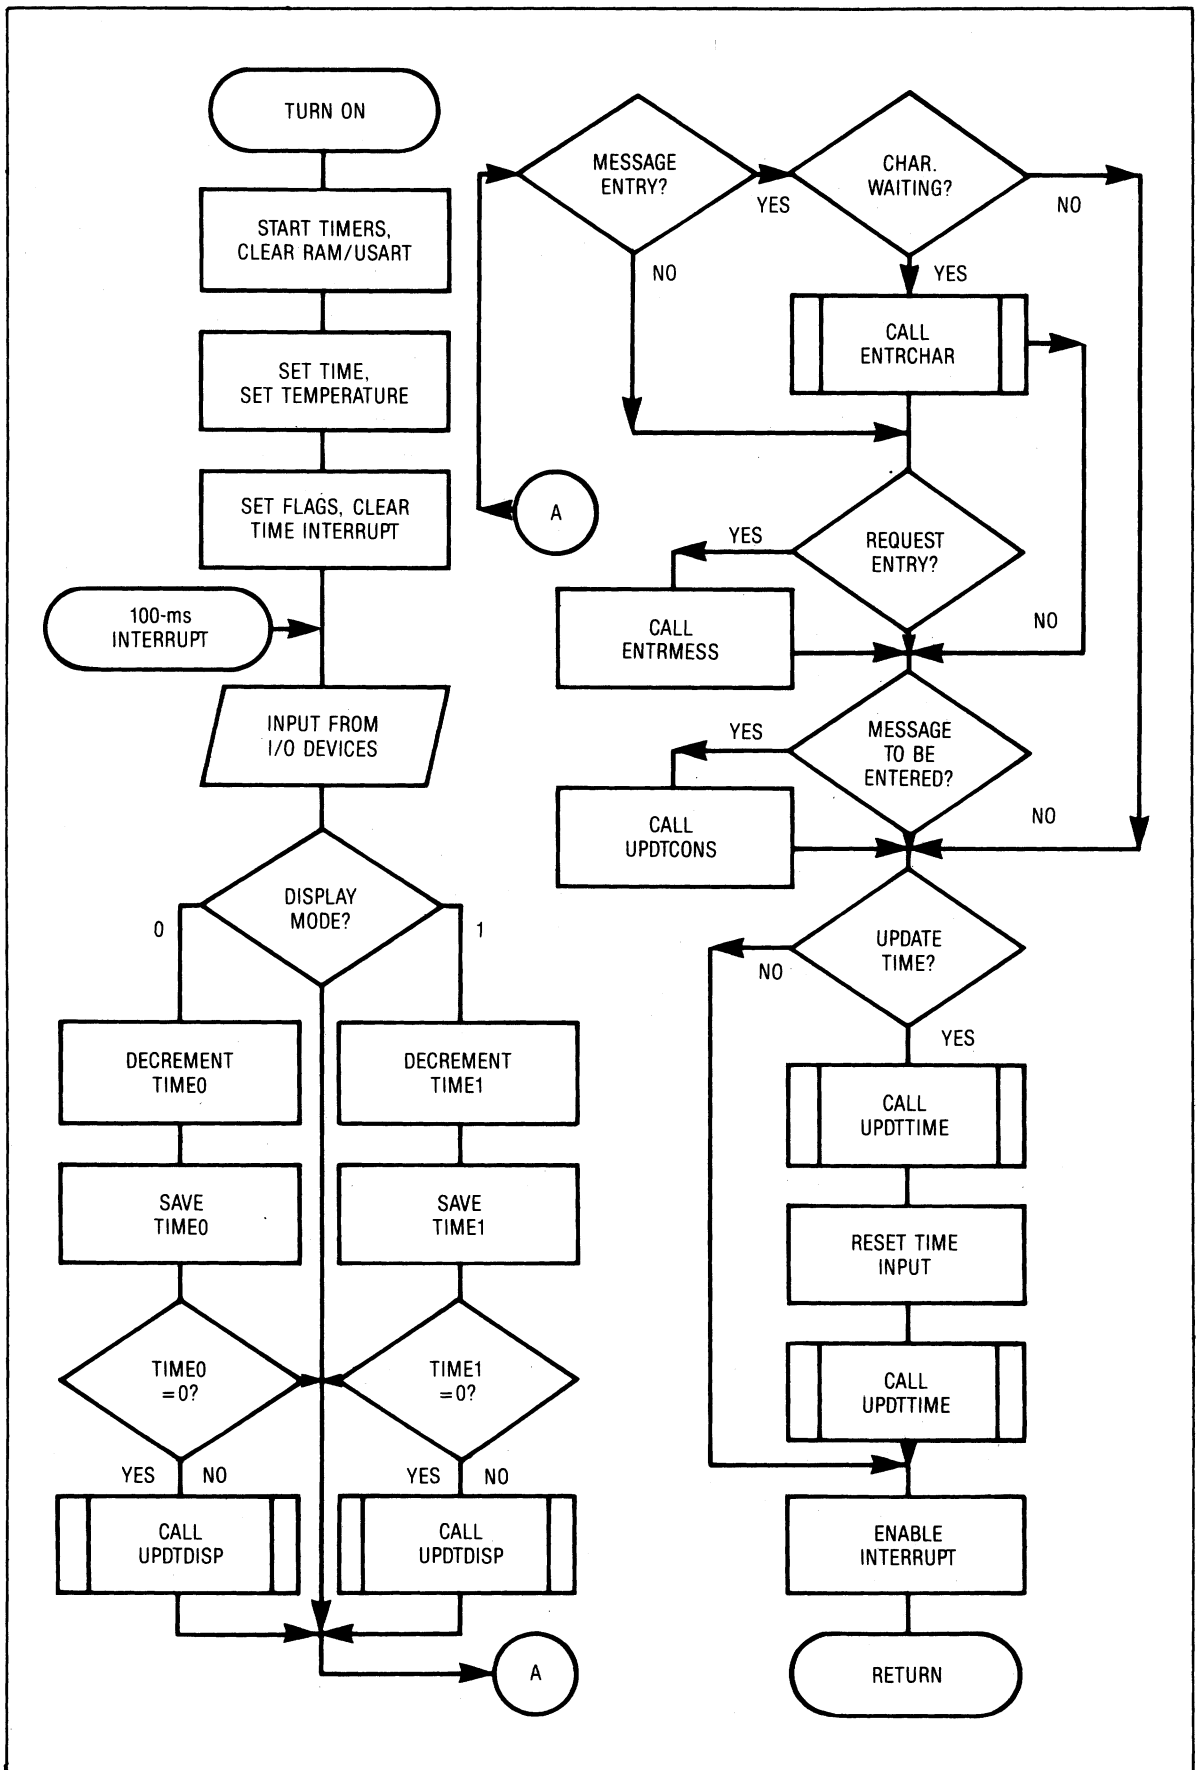 TURN ON
START TIMERS,
CLEAR RAM/USART
SET TIME,
SET TEMPERATURE
SET FLAGS, CLEAR
TIME INTERRUPT
100-ms
INTERRUPT
INPUT FROM
I/O DEVICES
DISPLAY
MODE?
0
1
DECREMENT
TIME0
DECREMENT
TIME1
SAVE
TIME0
SAVE
TIME1
TIME0
=0?
TIME1
=0?
YES
NO
YES
NO
CALL
UPDTDISP
CALL
UPDTDISP
A
MESSAGE
ENTRY?
YES
NO
CHAR.
WAITING?
NO
YES
CALL
ENTRCHAR
A
REQUEST
ENTRY?
YES
NO
CALL
ENTRMESS
MESSAGE
TO BE
ENTERED?
YES
NO
CALL
UPDTCONS
UPDATE
TIME?
NO
YES
CALL
UPDTTIME
RESET TIME
INPUT
CALL
UPDTTIME
ENABLE
INTERRUPT
RETURN